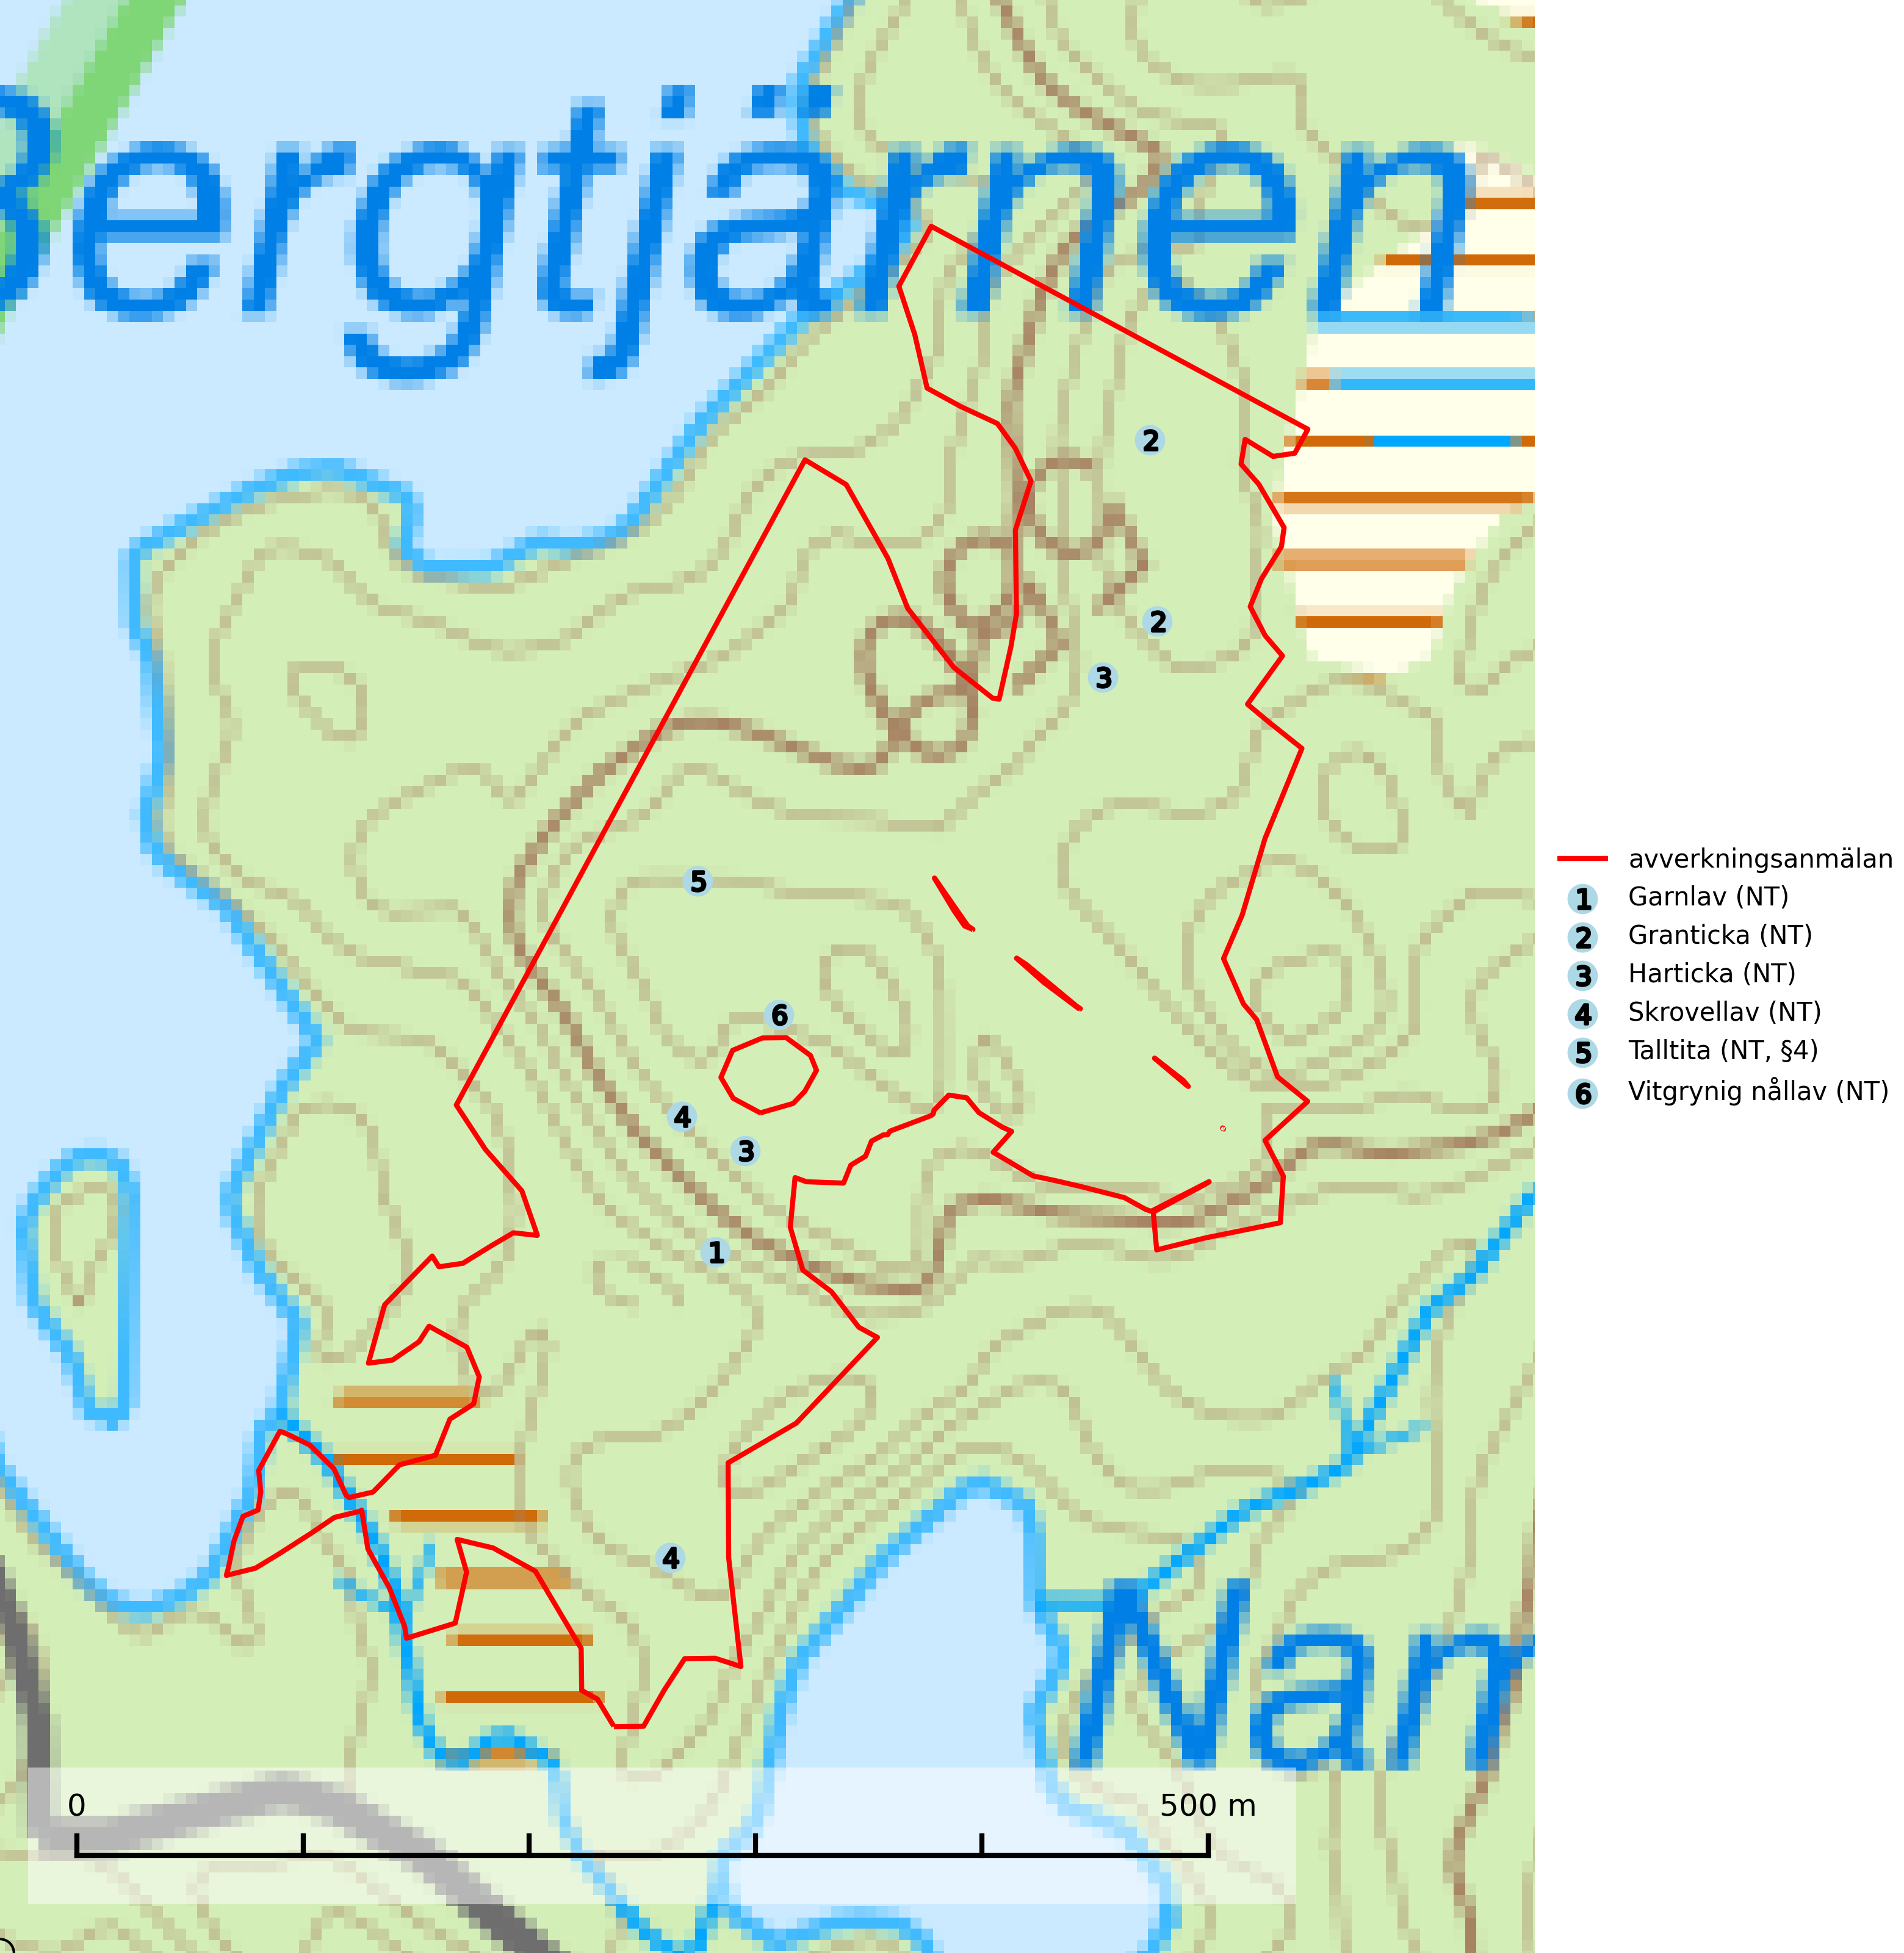 Bergtjärnen
2
2
3
5
6
4
3
1
4
Nam
0 500 m
avverkningsanmälan
1 Garnlav (NT)
2 Granticka (NT)
3 Harticka (NT)
4 Skrovellav (NT)
5 Talltita (NT, §4)
6 Vitgrynig nållav (NT)